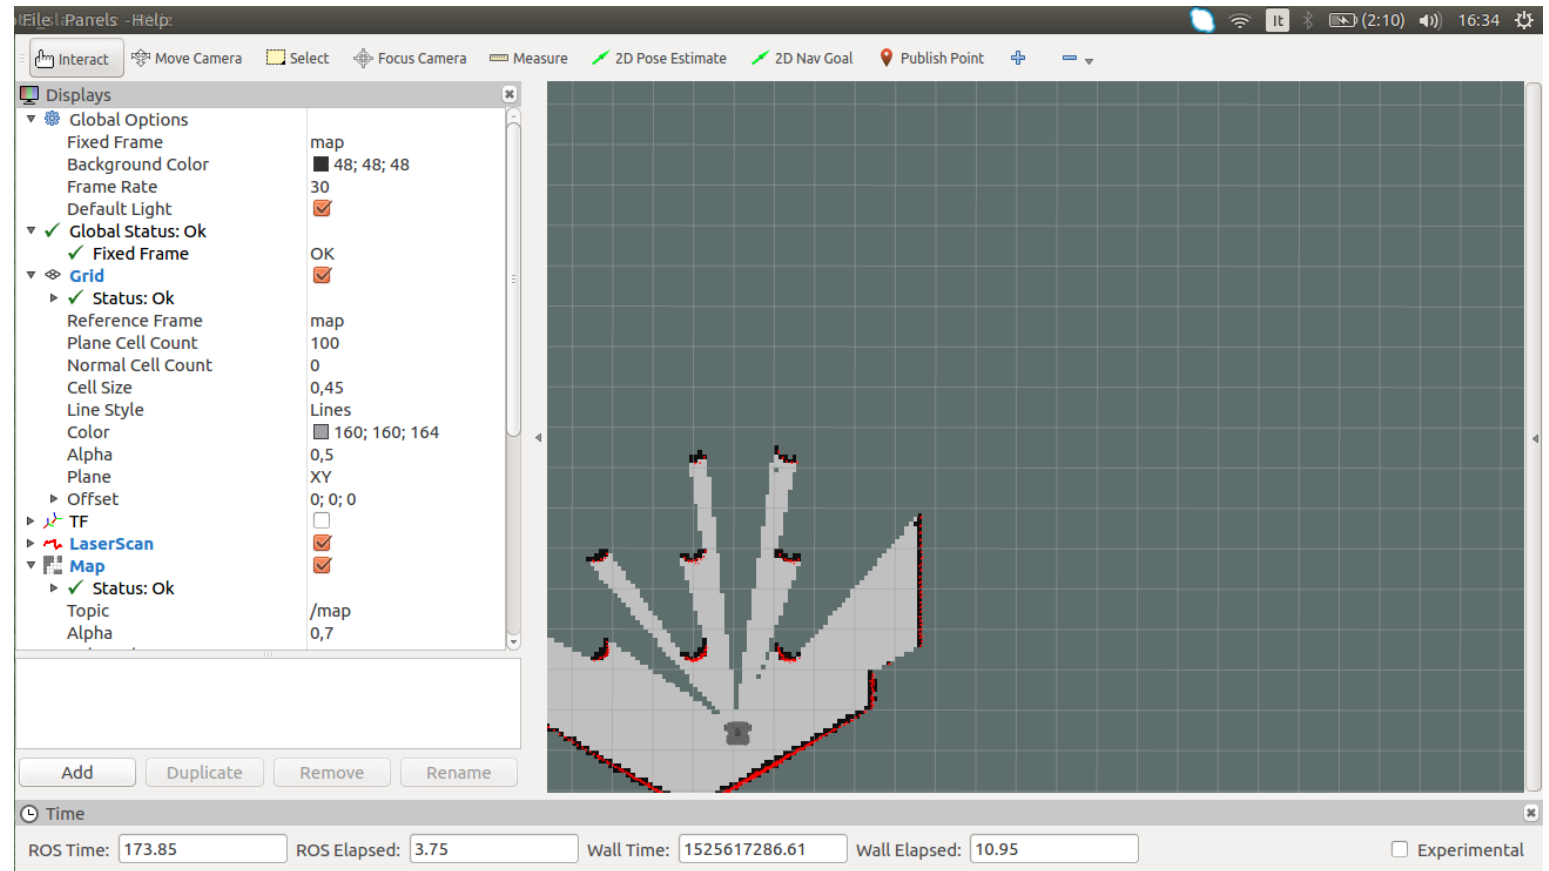 File Panels Help
It (2:10) 16:34
Interact Move Camera Select Focus Camera Measure 2D Pose Estimate 2D Nav Goal Publish Point
Displays
Global Options
Fixed Frame map
Background Color 48; 48; 48
Frame Rate 30
Default Light
Global Status: Ok
Fixed Frame OK
Grid
Status: Ok
Reference Frame map
Plane Cell Count 100
Normal Cell Count 0
Cell Size 0,45
Line Style Lines
Color 160; 160; 164
Alpha 0,5
Plane XY
Offset 0; 0; 0
TF
LaserScan
Map
Status: Ok
Topic /map
Alpha 0,7
Add Duplicate Remove Rename
Time
ROS Time: 173.85 ROS Elapsed: 3.75 Wall Time: 1525617286.61 Wall Elapsed: 10.95 Experimental